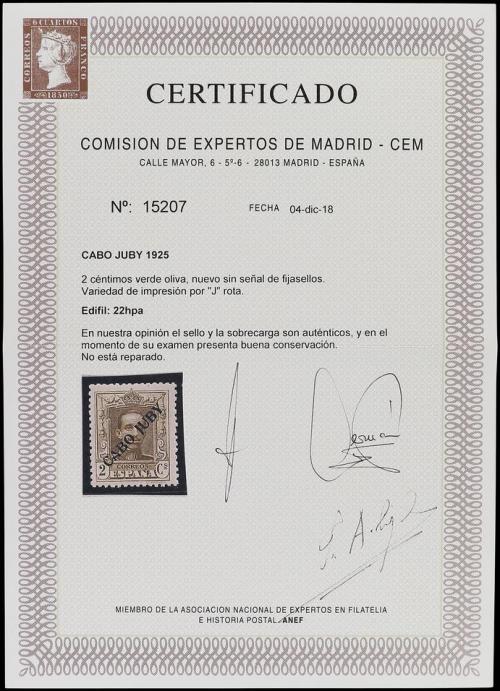 6 CUARTOS
CORREOS
FRANCO
1850
CERTIFICADO
COMISION DE EXPERTOS DE MADRID - CEM
CALLE MAYOR, 6 - 5º-6 - 28013 MADRID - ESPAÑA
Nº: 15207 FECHA 04-dic-18
CABO JUBY 1925
2 céntimos verde oliva, nuevo sin señal de fijasellos.
Variedad de impresión por "J" rota.
Edifil: 22hpa
En nuestra opinión el sello y la sobrecarga son auténticos, y en el
momento de su examen presenta buena conservación.
No está reparado.
CABO JUBY
CORREOS
2 Cs
ESPAÑA
MIEMBRO DE LA ASOCIACION NACIONAL DE EXPERTOS EN FILATELIA
E HISTORIA POSTAL. ANEF